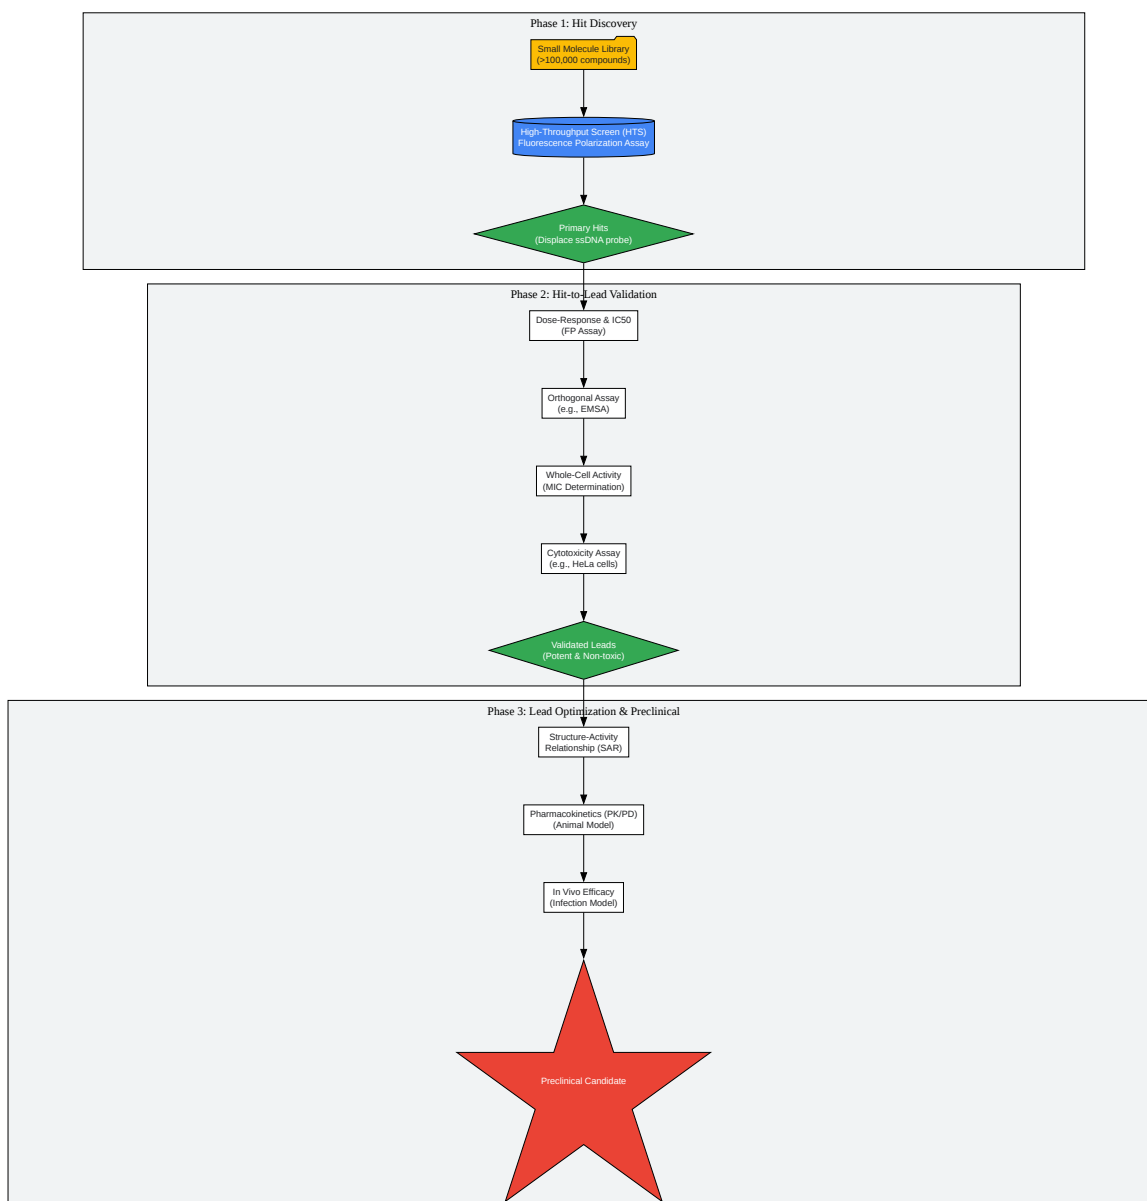 Phase 1: Hit Discovery
Small Molecule Library
(>100,000 compounds)
High-Throughput Screen (HTS)
Fluorescence Polarization Assay
Primary Hits
(Displace ssDNA probe)
Phase 2: Hit-to-Lead Validation
Dose-Response & IC50
(FP Assay)
Orthogonal Assay
(e.g., EMSA)
Whole-Cell Activity
(MIC Determination)
Cytotoxicity Assay
(e.g., HeLa cells)
Validated Leads
(Potent & Non-toxic)
Phase 3: Lead Optimization & Preclinical
Structure-Activity
Relationship (SAR)
Pharmacokinetics (PK/PD)
(Animal Model)
In Vivo Efficacy
(Infection Model)
Preclinical Candidate